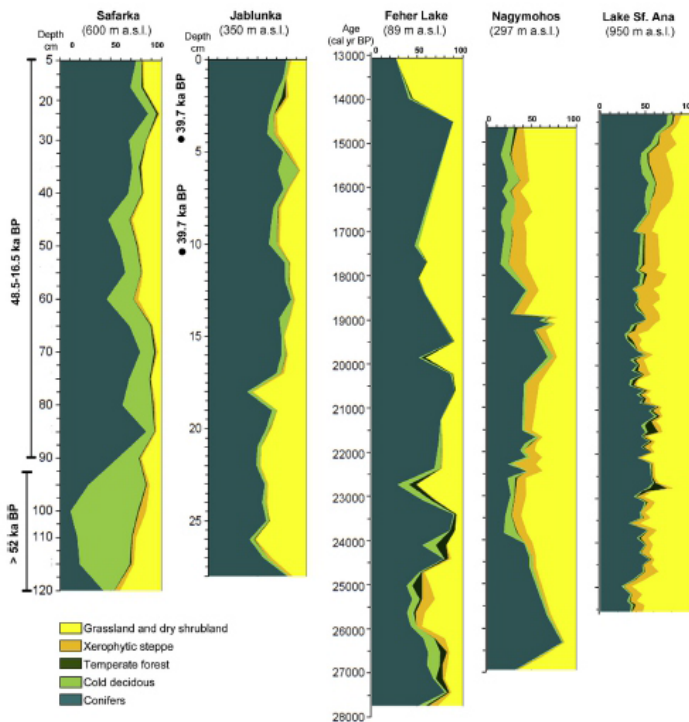 Safarka
(600 m a.s.l.)
Depth
cm
0 50 100
5
20
30
40
50
60
70
80
90
100
110
120
48.5-16.5 ka BP
> 52 ka BP
Jablunka
(350 m a.s.l.)
Depth
cm
0 50 100
0
5
10
15
20
25
39.7 ka BP
39.7 ka BP
Feher Lake
(89 m a.s.l.)
Age
(cal yr BP)
0 50 100
13000
14000
15000
16000
17000
18000
19000
20000
21000
22000
23000
24000
25000
26000
27000
28000
Nagymohos
(297 m a.s.l.)
0 50 100
Lake Sf. Ana
(950 m a.s.l.)
0 50 100
Grassland and dry shrubland
Xerophytic steppe
Temperate forest
Cold decidous
Conifers